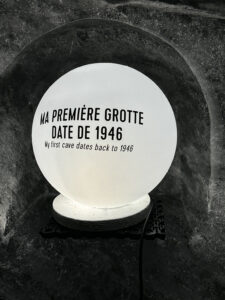 MA PREMIÈRE GROTTE
DATE DE 1946
My first cave dates back to 1946